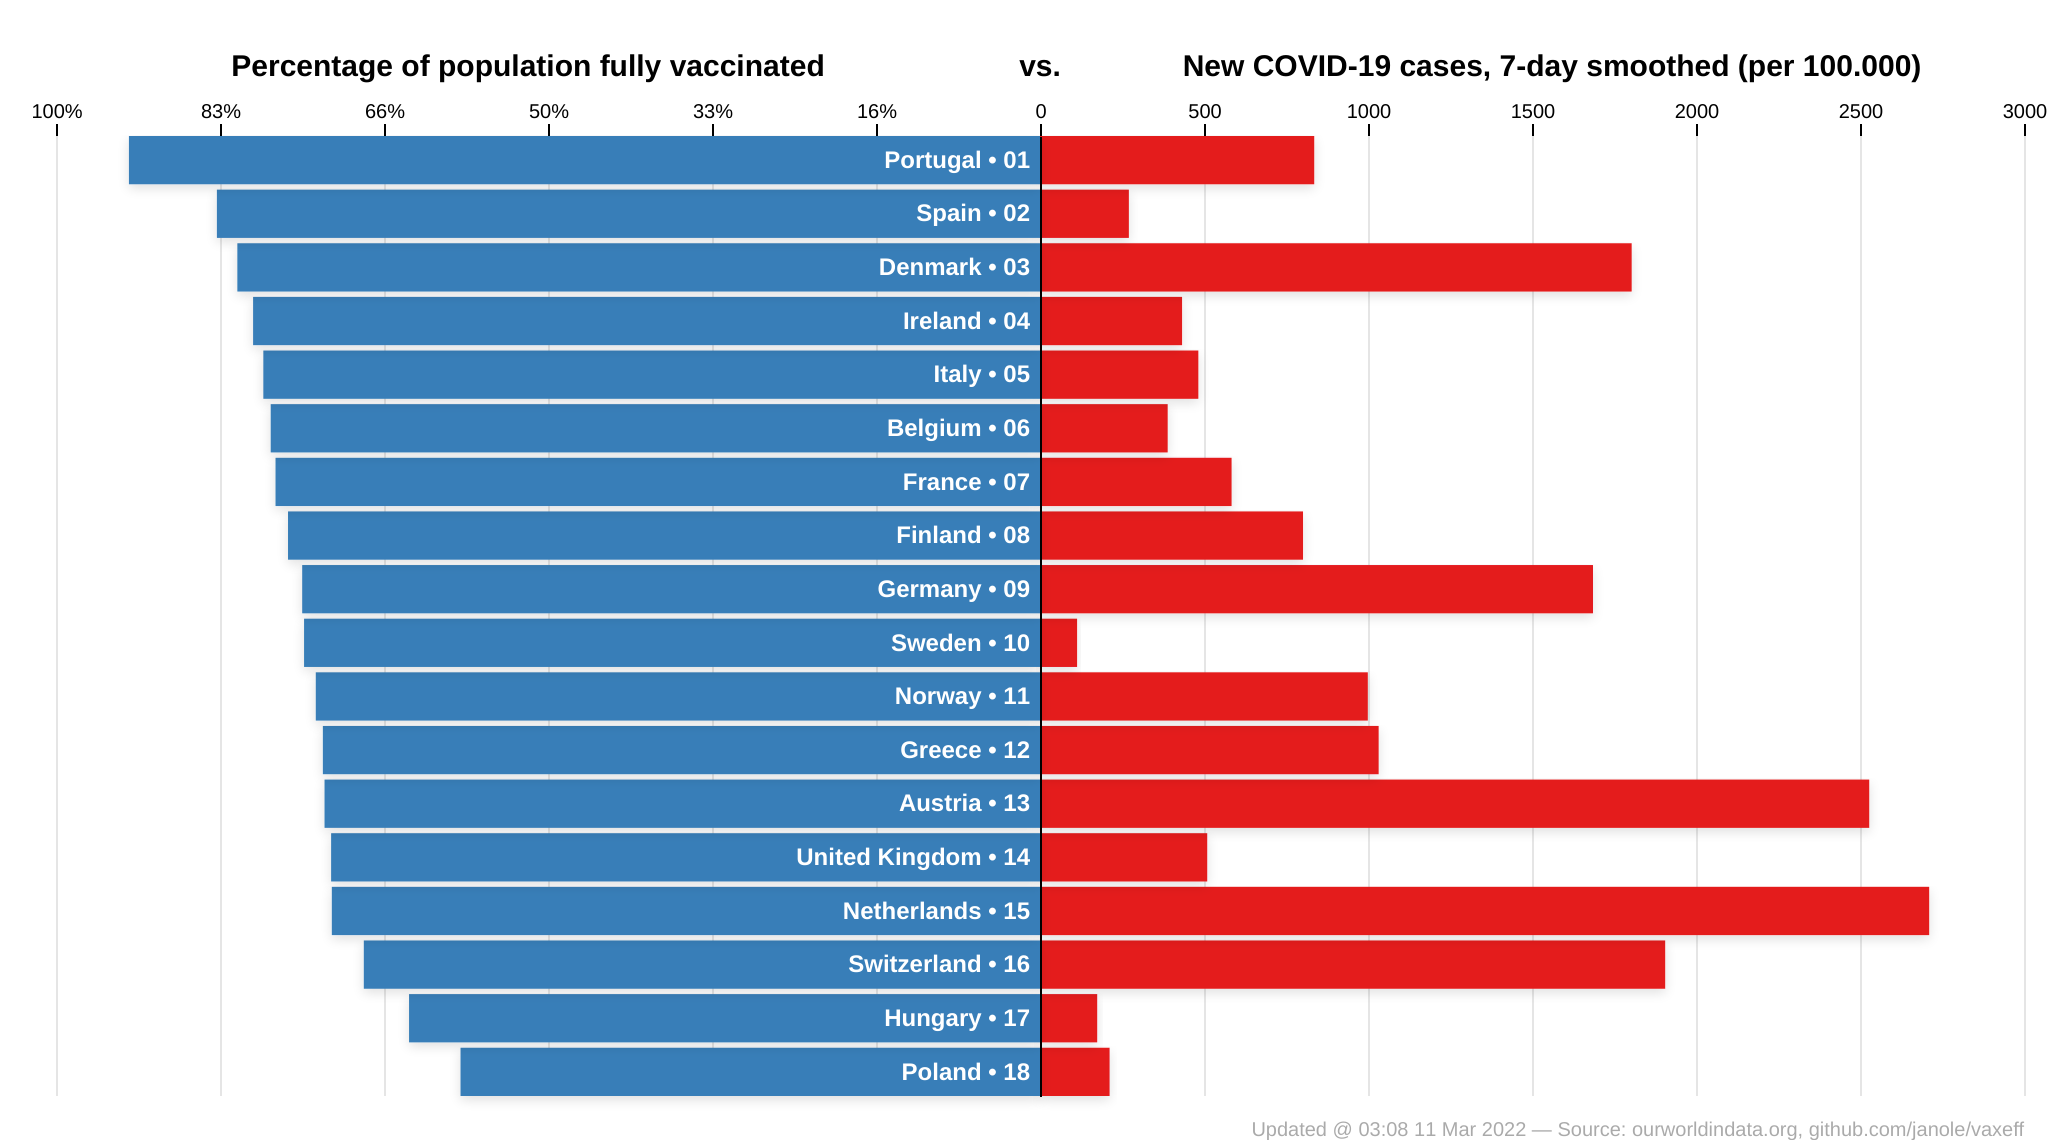 Percentage of population fully vaccinated vs. New COVID-19 cases, 7-day smoothed (per 100.000)
100% 83% 66% 50% 33% 16% 0 500 1000 1500 2000 2500 3000
Portugal • 01
Spain • 02
Denmark • 03
Ireland • 04
Italy • 05
Belgium • 06
France • 07
Finland • 08
Germany • 09
Sweden • 10
Norway • 11
Greece • 12
Austria • 13
United Kingdom • 14
Netherlands • 15
Switzerland • 16
Hungary • 17
Poland • 18
Updated @ 03:08 11 Mar 2022 — Source: ourworldindata.org, github.com/janole/vaxeff